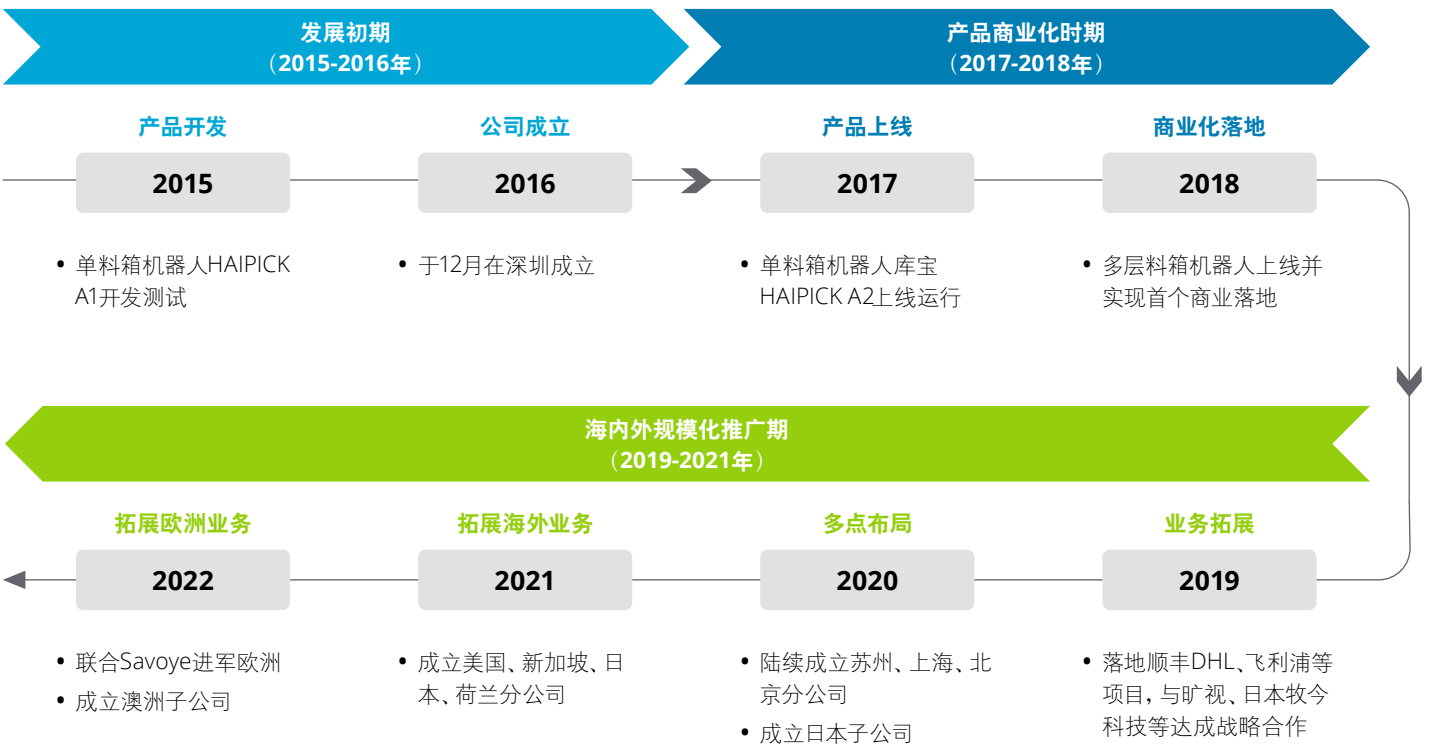 发展初期
（2015-2016年）
产品商业化时期
（2017-2018年）
产品开发
2015
• 单料箱机器人HAIPICK
A1开发测试
公司成立
2016
• 于12月在深圳成立
产品上线
2017
• 单料箱机器人库宝
HAIPICK A2上线运行
商业化落地
2018
• 多层料箱机器人上线并
实现首个商业落地
海内外规模化推广期
（2019-2021年）
业务拓展
2019
• 落地顺丰DHL、飞利浦等
项目，与旷视、日本牧今
科技等达成战略合作
多点布局
2020
• 陆续成立苏州、上海、北
京分公司
• 成立日本子公司
拓展海外业务
2021
• 成立美国、新加坡、日
本、荷兰分公司
拓展欧洲业务
2022
• 联合Savoye进军欧洲
• 成立澳洲子公司